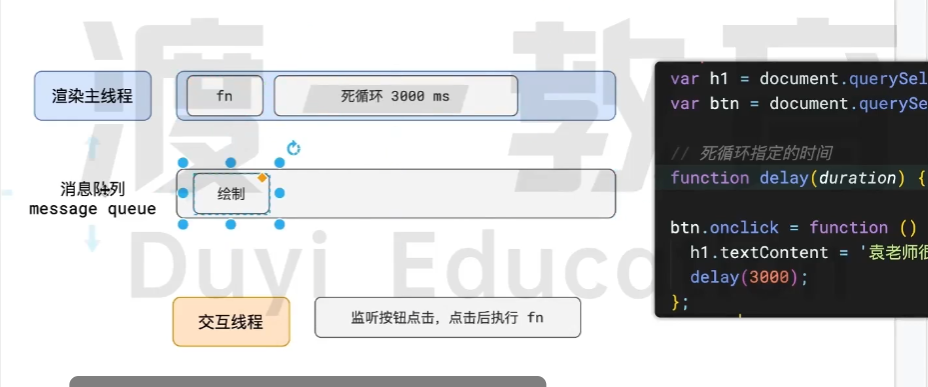 渡一教育
渲染主线程
fn
死循环 3000 ms
消息队列
message queue
绘制
Duyi Education
交互线程
监听按钮点击，点击后执行 fn
var h1 = document.querySel
var btn = document.querySe
// 死循环指定的时间
function delay(duration) {
btn.onclick = function ()
h1.textContent = '袁老师很
delay(3000);
};